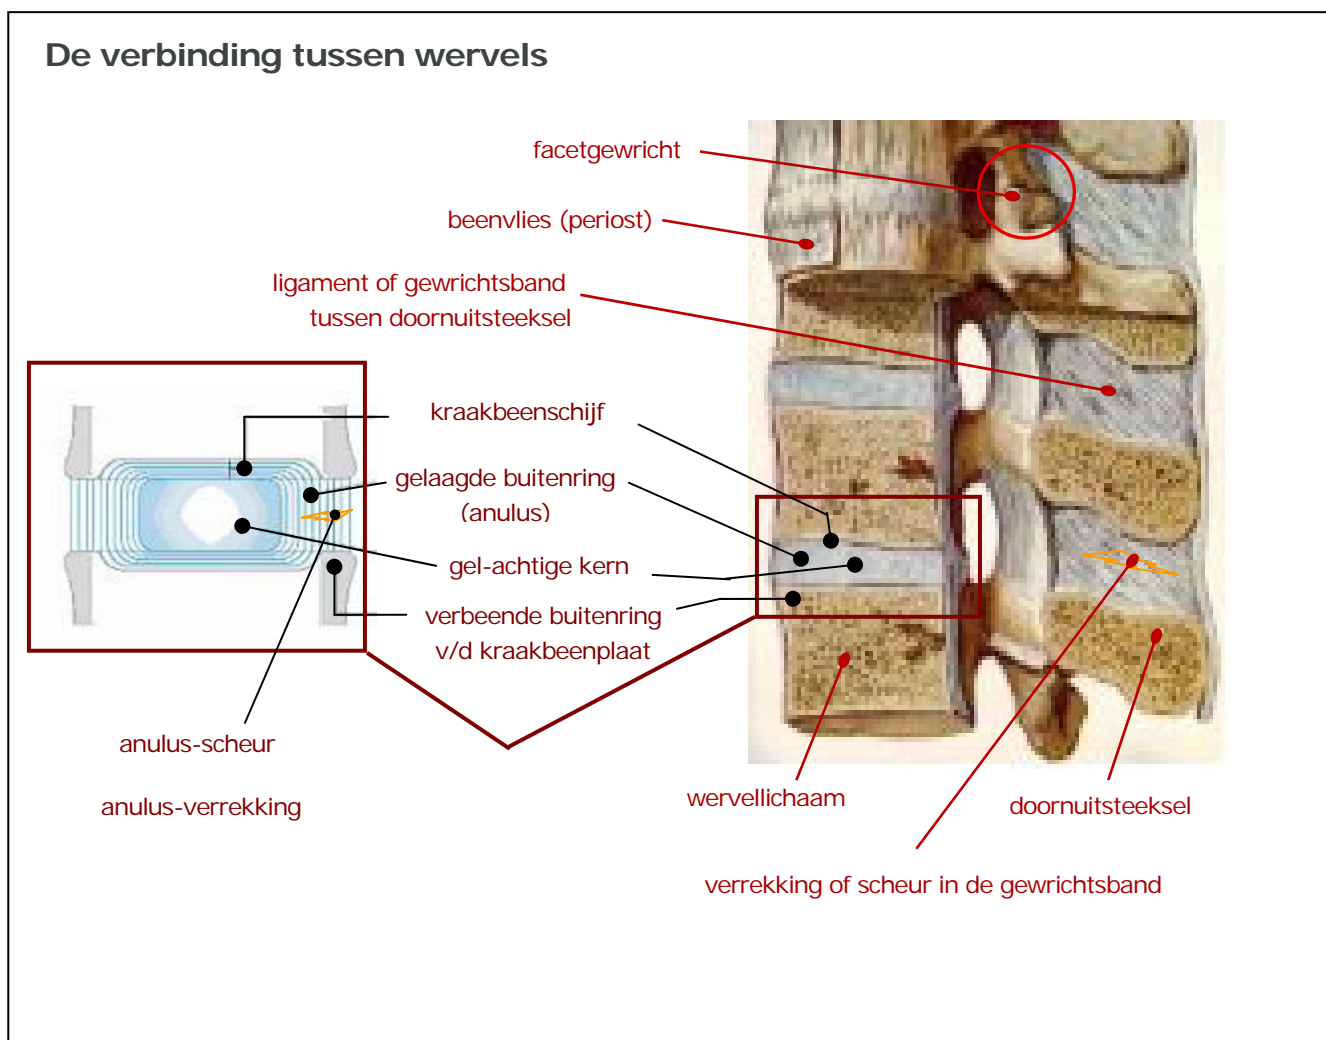 De verbinding tussen wervels
facetgewricht
beenvlies (periost)
ligament of gewrichtsband
tussen doornuitsteeksel
kraakbeenschijf
gelaagde buitenring
(anulus)
gel-achtige kern
verbeende buitenring
v/d kraakbeenplaat
anulus-scheur
anulus-verrekking
wervellichaam
doornuitsteeksel
verrekking of scheur in de gewrichtsband